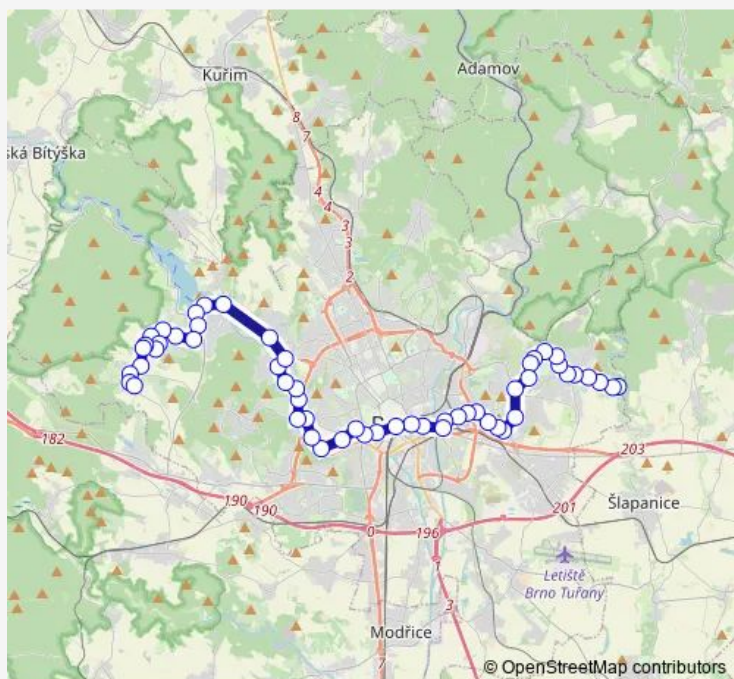 Kuřim
Adamov
ská Bítýška
8
7
4
4
3
3
2
182
190
190
0
196
1
3
7
203
201
Šlapanice
Letiště
Brno Tuřany
Modřice
© OpenStreetMap contributors